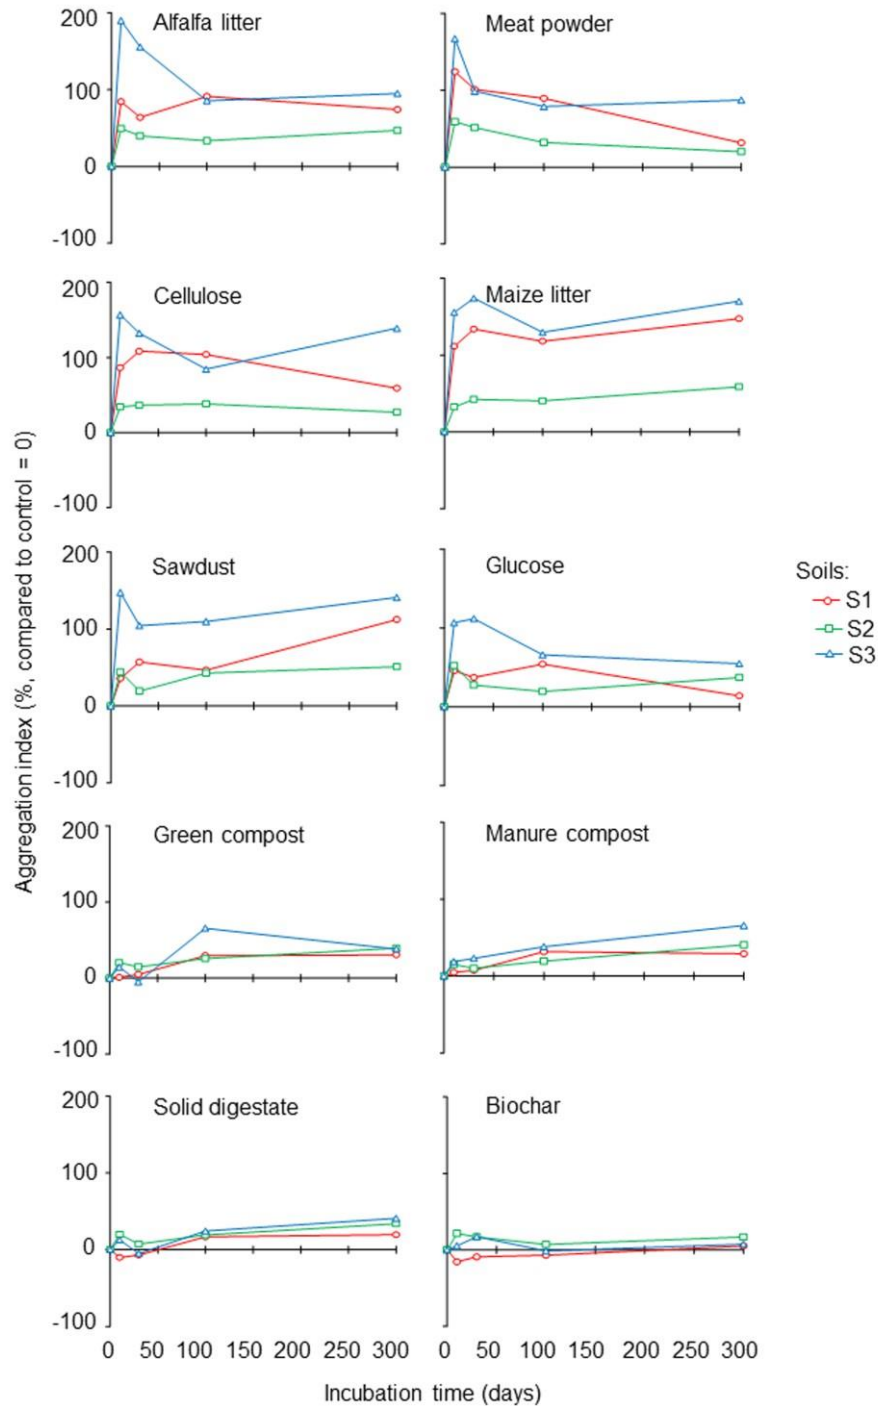 Alfalfa litter
Meat powder
200
100
0
-100
Cellulose
Maize litter
200
100
0
-100
Sawdust
Glucose
200
100
0
-100
Green compost
Manure compost
200
100
0
-100
Solid digestate
Biochar
200
100
0
-100
0 50 100 150 200 250 300
0 50 100 150 200 250 300
Incubation time (days)
Aggregation index (%, compared to control = 0)
Soils:
S1
S2
S3